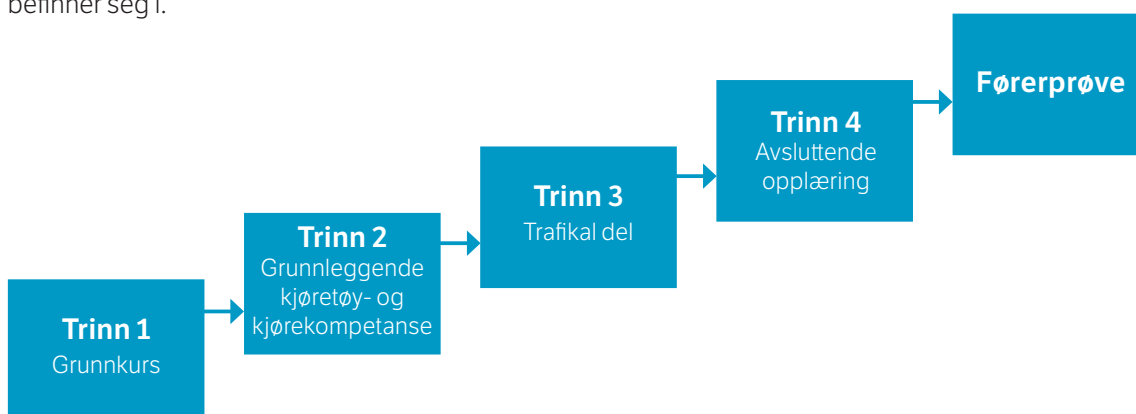 befinner seg i.
Trinn 1
Grunnkurs
Trinn 2
Grunnleggende
kjøretøy- og
kjørekompetanse
Trinn 3
Trafikal del
Trinn 4
Avsluttende
opplæring
Førerprøve